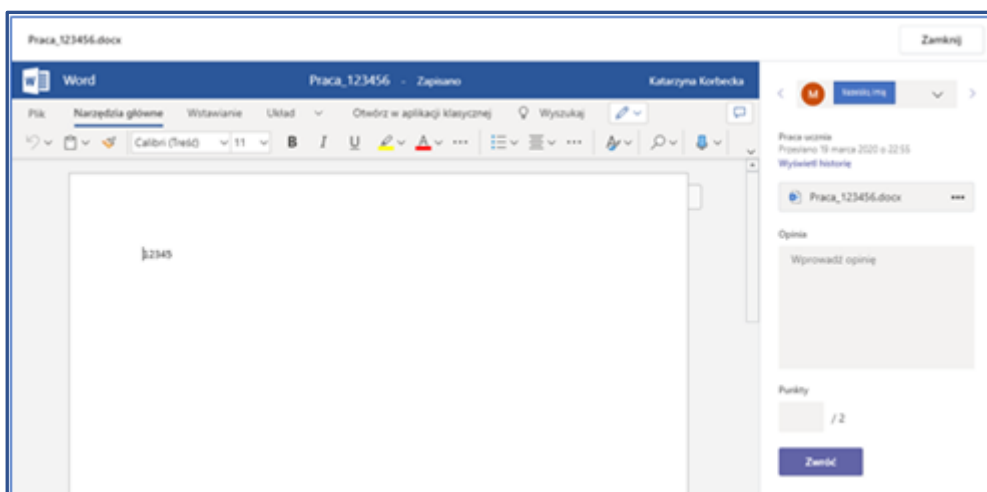 Praca_123456.docx
Zamknij
Word
Praca_123456 - Zapisano
Katarzyna Korbecka
Plik Narzędzia główne Wstawianie Układ Otwórz w aplikacji klasycznej Wyszukaj
Calibri (Treść) 11 B I U A
12345
M Nazwisko, imię
Praca ucznia
Przesłano 19 marca 2020 o 22:55
Wyświetl historię
Praca_123456.docx
Opinia
Wprowadź opinię
Punkty
/ 2
Zwróć